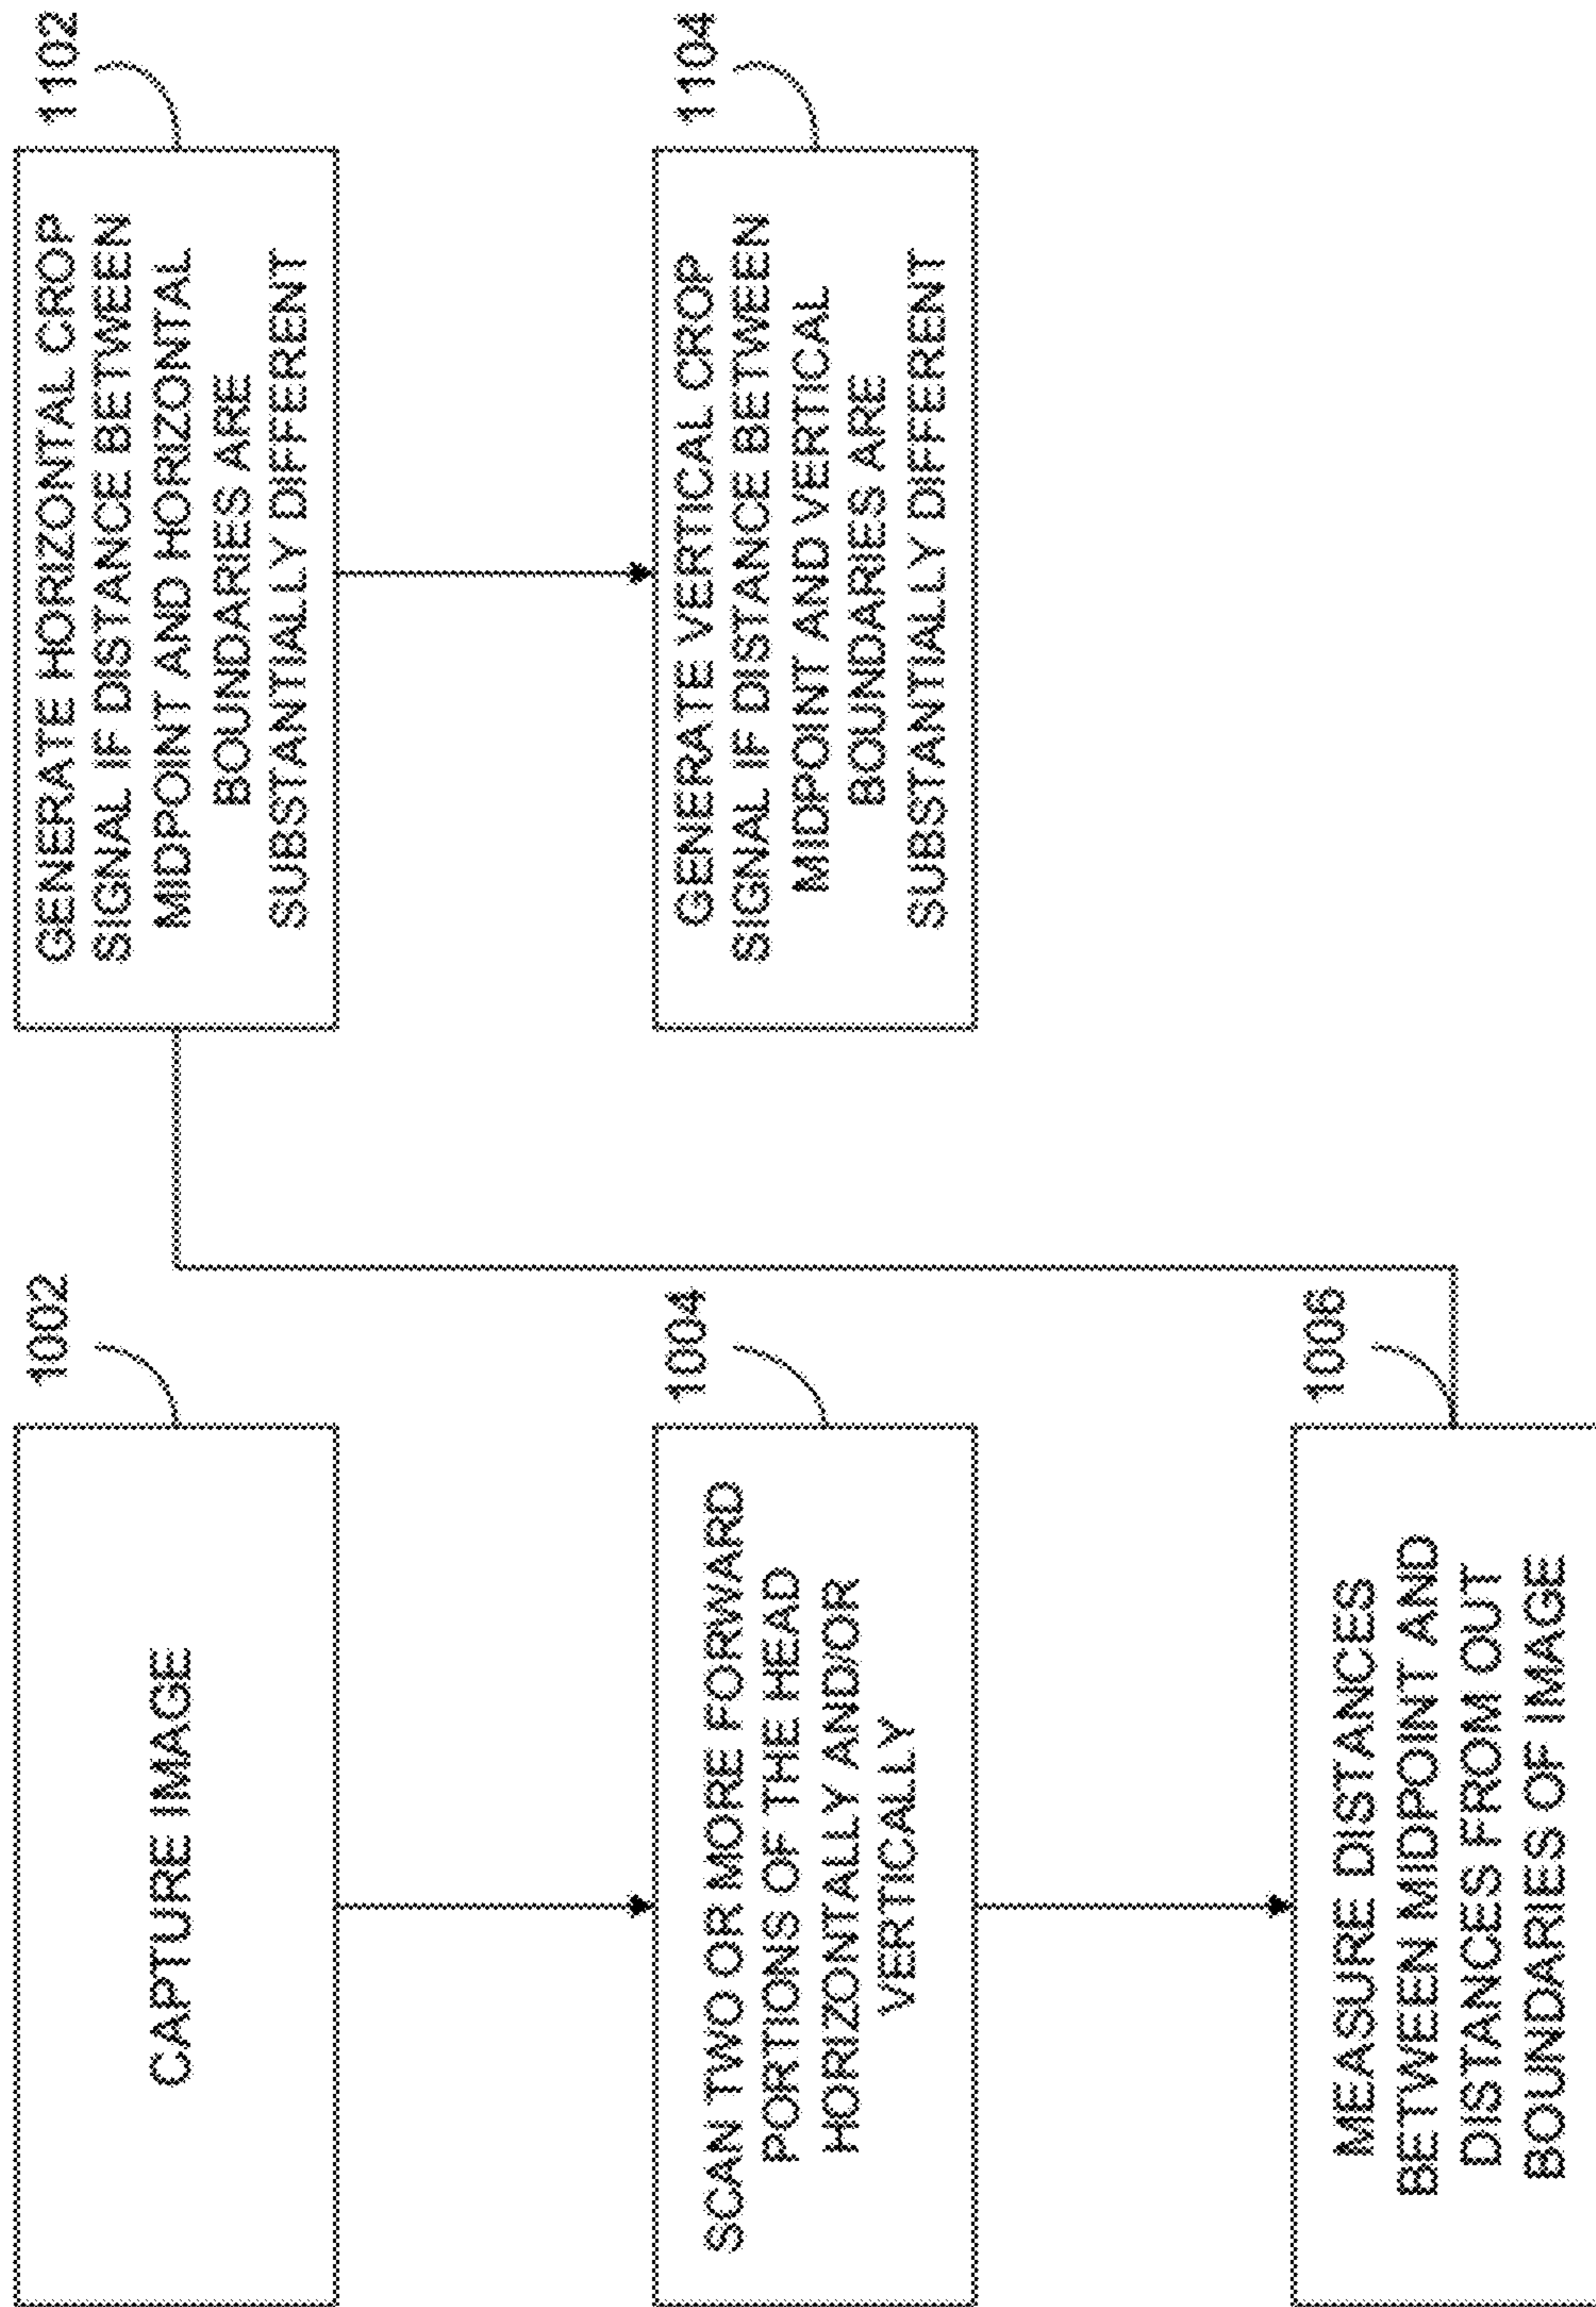 1002
CAPTURE IMAGE
1004
SCAN TWO OR MORE FORWARD
PORTIONS OF THE HEAD
HORIZONTALLY AND/OR
VERTICALLY
1006
MEASURE DISTANCES
BETWEEN MIDPOINT AND
DISTANCES FROM OUT
BOUNDARIES OF IMAGE
1102
GENERATE HORIZONTAL CROP
SIGNAL IF DISTANCE BETWEEN
MIDPOINT AND HORIZONTAL
BOUNDARIES ARE
SUBSTANTIALLY DIFFERENT
1104
GENERATE VERTICAL CROP
SIGNAL IF DISTANCE BETWEEN
MIDPOINT AND VERTICAL
BOUNDARIES ARE
SUBSTANTIALLY DIFFERENT